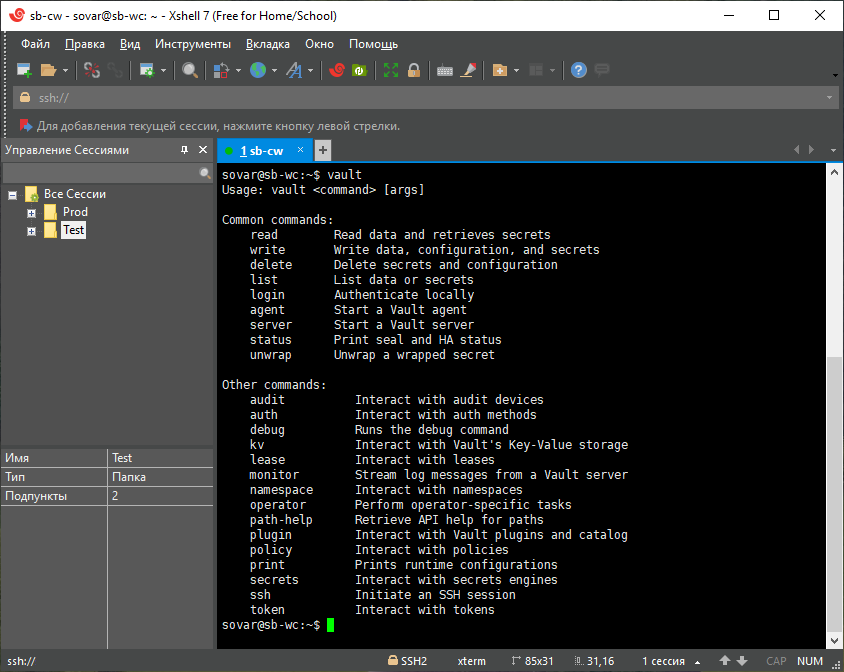 sb-cw - sovar@sb-wc: ~ - Xshell 7 (Free for Home/School)
Файл Правка Вид Инструменты Вкладка Окно Помощь
ssh://
Для добавления текущей сессии, нажмите кнопку левой стрелки.
Управление Сессиями
1 sb-cw
Все Сессии
Prod
Test
Имя Test
Тип Папка
Подпункты 2
sovar@sb-wc:~$ vault
Usage: vault <command> [args]
Common commands:
read Read data and retrieves secrets
write Write data, configuration, and secrets
delete Delete secrets and configuration
list List data or secrets
login Authenticate locally
agent Start a Vault agent
server Start a Vault server
status Print seal and HA status
unwrap Unwrap a wrapped secret
Other commands:
audit Interact with audit devices
auth Interact with auth methods
debug Runs the debug command
kv Interact with Vault's Key-Value storage
lease Interact with leases
monitor Stream log messages from a Vault server
namespace Interact with namespaces
operator Perform operator-specific tasks
path-help Retrieve API help for paths
plugin Interact with Vault plugins and catalog
policy Interact with policies
print Prints runtime configurations
secrets Interact with secrets engines
ssh Initiate an SSH session
token Interact with tokens
sovar@sb-wc:~$
ssh:// SSH2 xterm 85x31 31,16 1 сессия CAP NUM